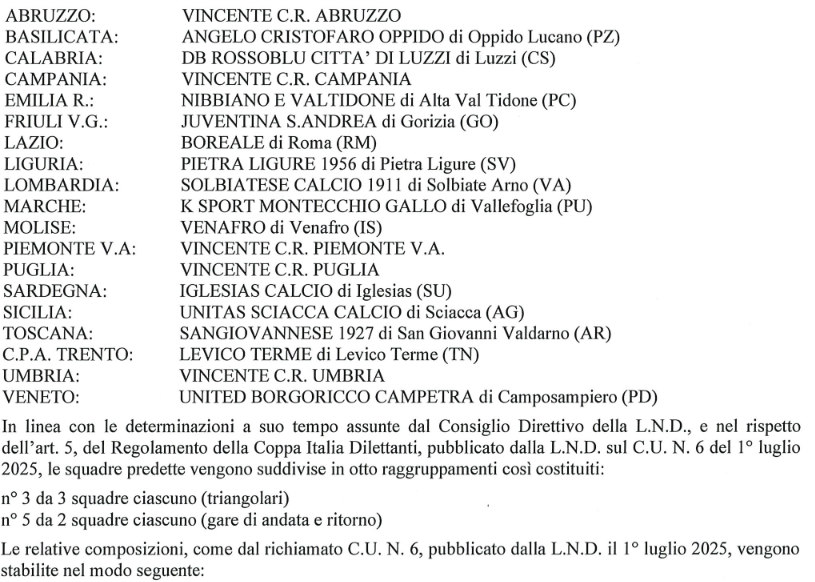 ABRUZZO: VINCENTE C.R. ABRUZZO
BASILICATA: ANGELO CRISTOFARO OPPIDO di Oppido Lucano (PZ)
CALABRIA: DB ROSSOBLU CITTA' DI LUZZI di Luzzi (CS)
CAMPANIA: VINCENTE C.R. CAMPANIA
EMILIA R.: NIBBIANO E VALTIDONE di Alta Val Tidone (PC)
FRIULI V.G.: JUVENTINA S.ANDREA di Gorizia (GO)
LAZIO: BOREALE di Roma (RM)
LIGURIA: PIETRA LIGURE 1956 di Pietra Ligure (SV)
LOMBARDIA: SOLBIATESE CALCIO 1911 di Solbiate Arno (VA)
MARCHE: K SPORT MONTECCHIO GALLO di Vallefoglia (PU)
MOLISE: VENAFRO di Venafro (IS)
PIEMONTE V.A: VINCENTE C.R. PIEMONTE V.A.
PUGLIA: VINCENTE C.R. PUGLIA
SARDEGNA: IGLESIAS CALCIO di Iglesias (SU)
SICILIA: UNITAS SCIACCA CALCIO di Sciacca (AG)
TOSCANA: SANGIOVANNESE 1927 di San Giovanni Valdarno (AR)
C.P.A. TRENTO: LEVICO TERME di Levico Terme (TN)
UMBRIA: VINCENTE C.R. UMBRIA
VENETO: UNITED BORGORICCO CAMPETRA di Camposampiero (PD)
In linea con le determinazioni a suo tempo assunte dal Consiglio Direttivo della L.N.D., e nel rispetto
dell'art. 5, del Regolamento della Coppa Italia Dilettanti, pubblicato dalla L.N.D. sul C.U. N. 6 del 1° luglio
2025, le squadre predette vengono suddivise in otto raggruppamenti così costituiti:
n° 3 da 3 squadre ciascuno (triangolari)
n° 5 da 2 squadre ciascuno (gare di andata e ritorno)
Le relative composizioni, come dal richiamato C.U. N. 6, pubblicato dalla L.N.D. il 1° luglio 2025, vengono
stabilite nel modo seguente: